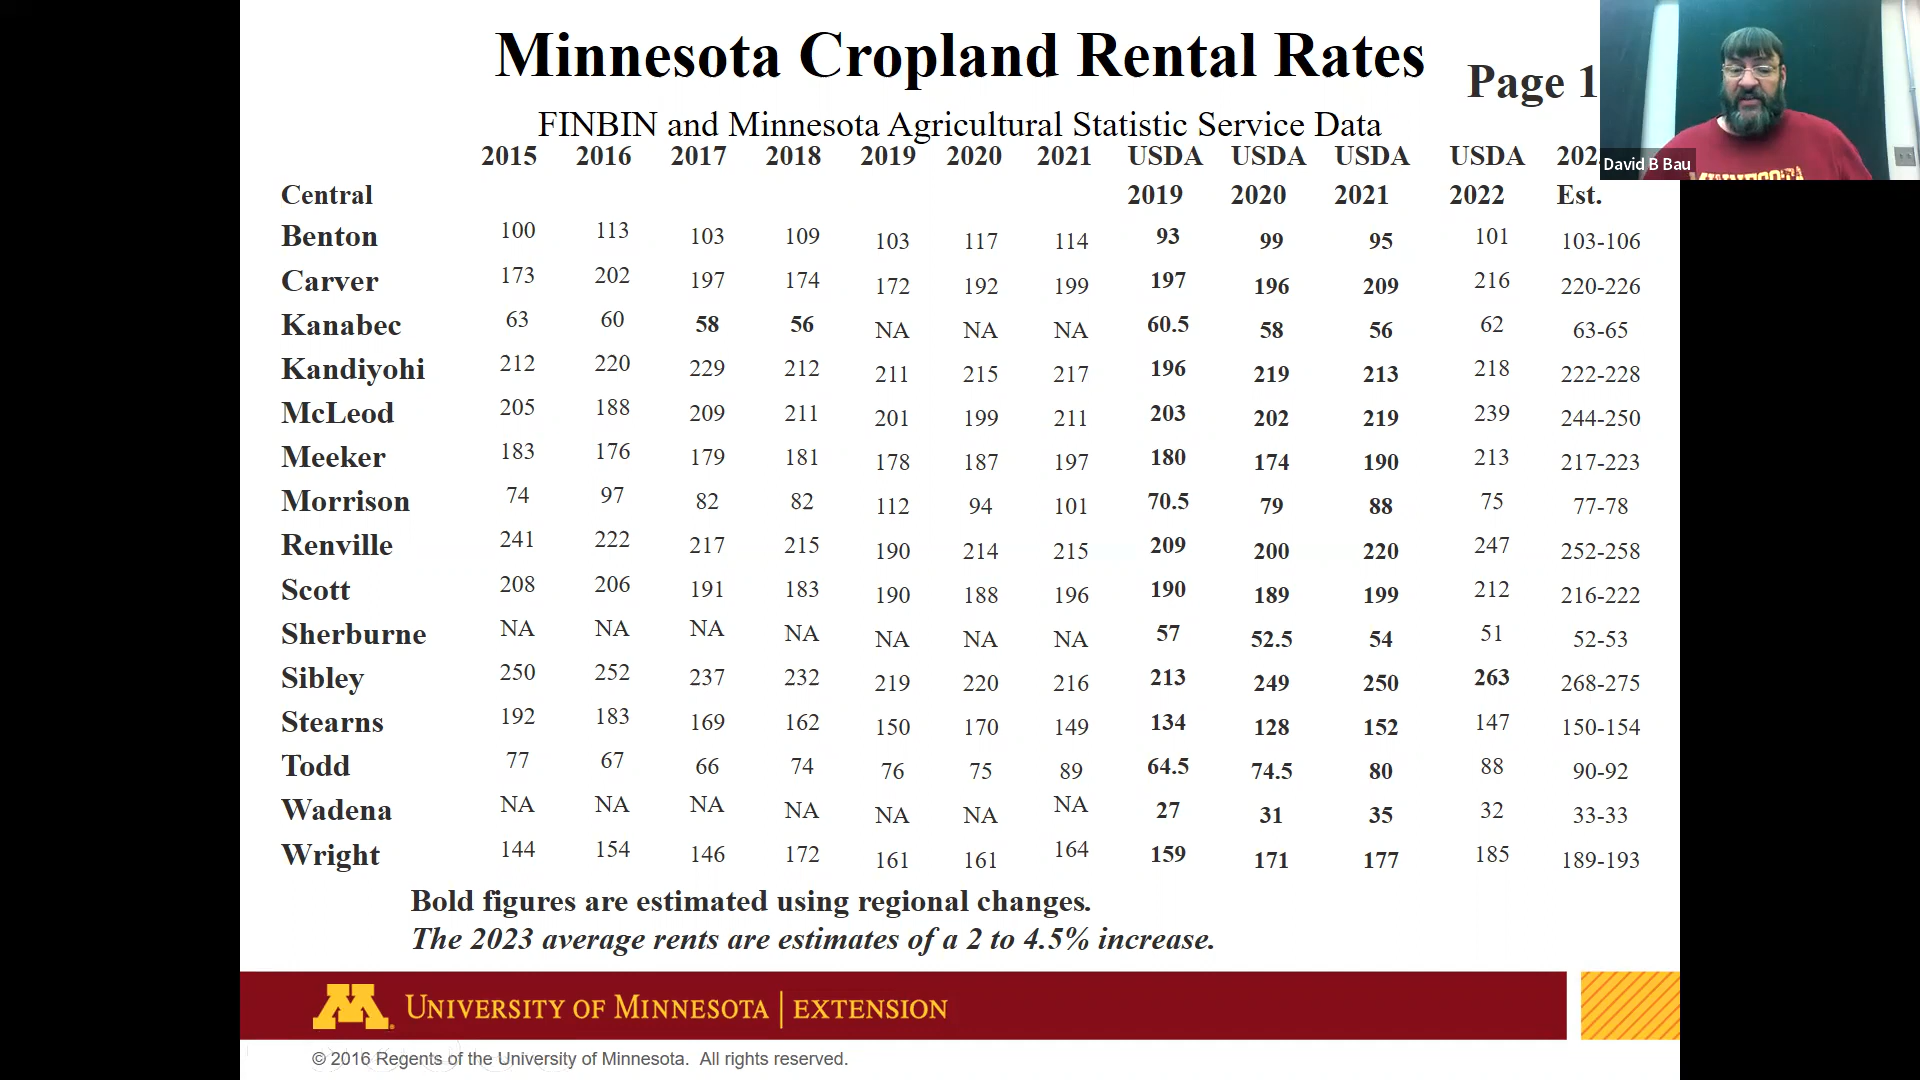 Minnesota Cropland Rental Rates
Page 1
FINBIN and Minnesota Agricultural Statistic Service Data
David B Bau
2015 2016 2017 2018 2019 2020 2021 USDA USDA USDA USDA
Central 2019 2020 2021 2022 Est.
Benton 100 113 103 109 103 117 114 93 99 95 101 103-106
Carver 173 202 197 174 172 192 199 197 196 209 216 220-226
Kanabec 63 60 58 56 NA NA NA 60.5 58 56 62 63-65
Kandiyohi 212 220 229 212 211 215 217 196 219 213 218 222-228
McLeod 205 188 209 211 201 199 211 203 202 219 239 244-250
Meeker 183 176 179 181 178 187 197 180 174 190 213 217-223
Morrison 74 97 82 82 112 94 101 70.5 79 88 75 77-78
Renville 241 222 217 215 190 214 215 209 200 220 247 252-258
Scott 208 206 191 183 190 188 196 190 189 199 212 216-222
Sherburne NA NA NA NA NA NA NA 57 52.5 54 51 52-53
Sibley 250 252 237 232 219 220 216 213 249 250 263 268-275
Stearns 192 183 169 162 150 170 149 134 128 152 147 150-154
Todd 77 67 66 74 76 75 89 64.5 74.5 80 88 90-92
Wadena NA NA NA NA NA NA NA 27 31 35 32 33-33
Wright 144 154 146 172 161 161 164 159 171 177 185 189-193
Bold figures are estimated using regional changes.
The 2023 average rents are estimates of a 2 to 4.5% increase.
M UNIVERSITY OF MINNESOTA | EXTENSION
© 2016 Regents of the University of Minnesota. All rights reserved.